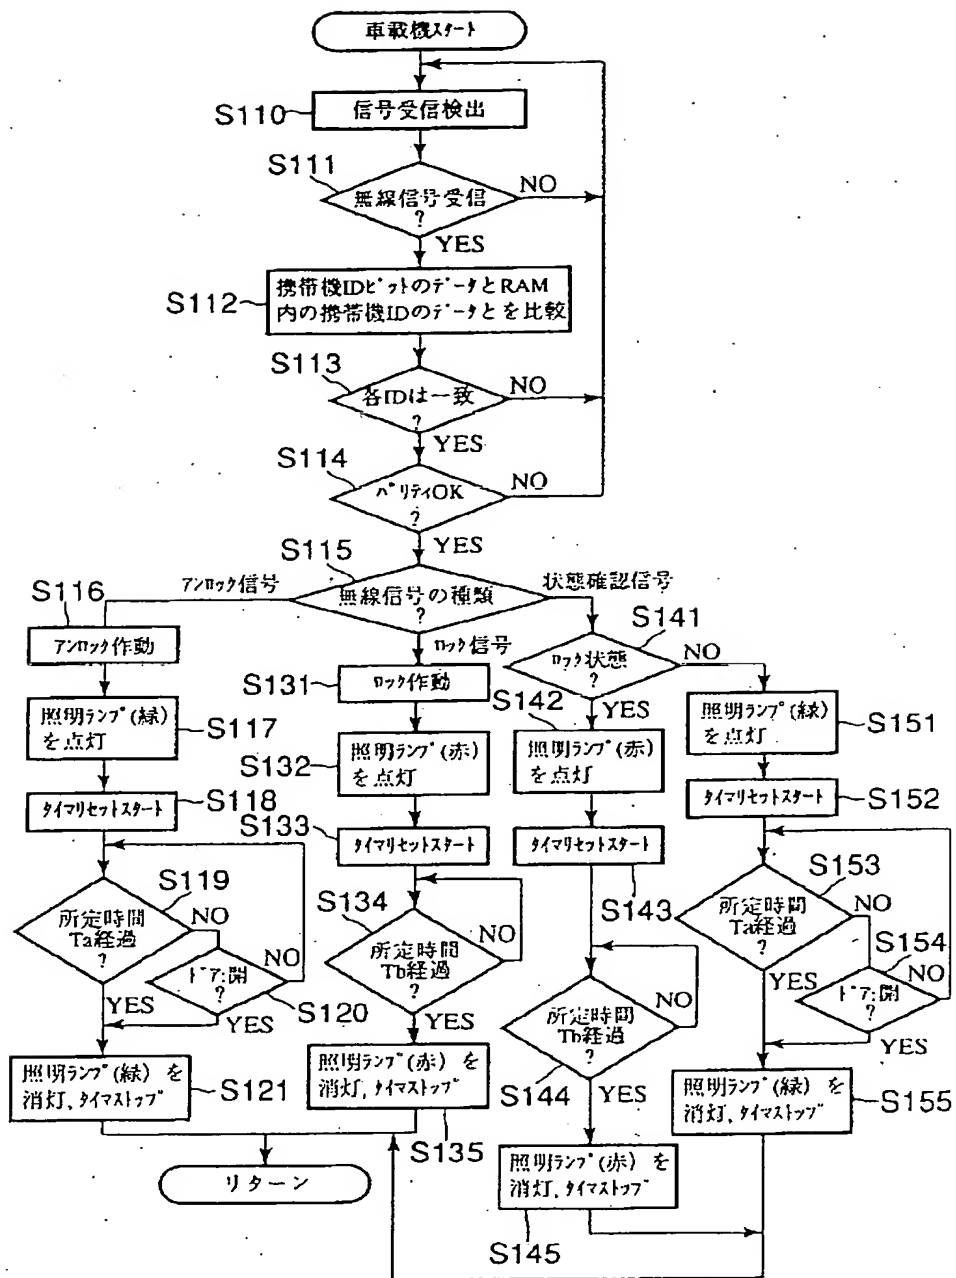 車載機スタート
S110
信号受信検出
S111
無線信号受信
?
NO
YES
S112
携帯機IDビットのデータとRAM
内の携帯機IDのデータとを比較
S113
各IDは一致
?
NO
YES
S114
パリティOK
?
NO
YES
S115
無線信号の種類
?
アンロック信号
ロック信号
状態確認信号
S116
アンロック作動
S117
照明ランプ(緑)
を点灯
S118
タイマリセットスタート
S119
所定時間
Ta経過
?
NO
YES
S120
ドア:開
?
NO
YES
S121
照明ランプ(緑)を
消灯,タイマストップ
リターン
S131
ロック作動
S132
照明ランプ(赤)
を点灯
S133
タイマリセットスタート
S134
所定時間
Tb経過
?
NO
YES
照明ランプ(赤)を
消灯,タイマストップ
S135
S141
ロック状態
?
NO
YES
S142
照明ランプ(赤)
を点灯
タイマリセットスタート
S143
所定時間
Tb経過
?
NO
S144
YES
照明ランプ(赤)を
消灯,タイマストップ
S145
照明ランプ(緑)
を点灯
S151
タイマリセットスタート
S152
S153
所定時間
Ta経過
?
NO
YES
S154
ドア:開
?
NO
YES
照明ランプ(緑)を
消灯,タイマストップ
S155